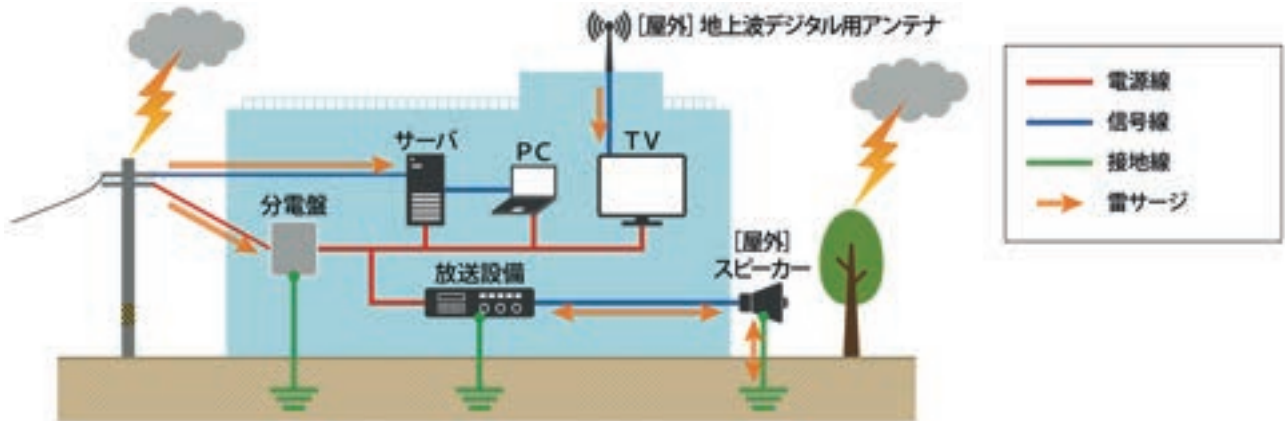 [屋外] 地上波デジタル用アンテナ
サーバ
PC
TV
分電盤
放送設備
[屋外]
スピーカー
電源線
信号線
接地線
雷サージ